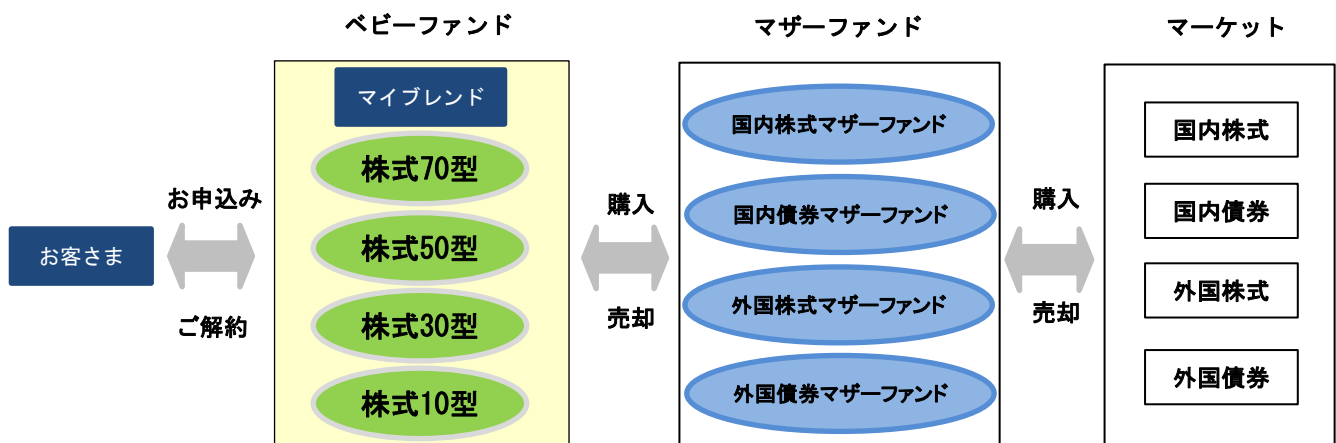 ベビーファンド
マザーファンド
マーケット
お客さま
お申込み
ご解約
マイブレンド
株式70型
株式50型
株式30型
株式10型
購入
売却
国内株式マザーファンド
国内債券マザーファンド
外国株式マザーファンド
外国債券マザーファンド
購入
売却
国内株式
国内債券
外国株式
外国債券